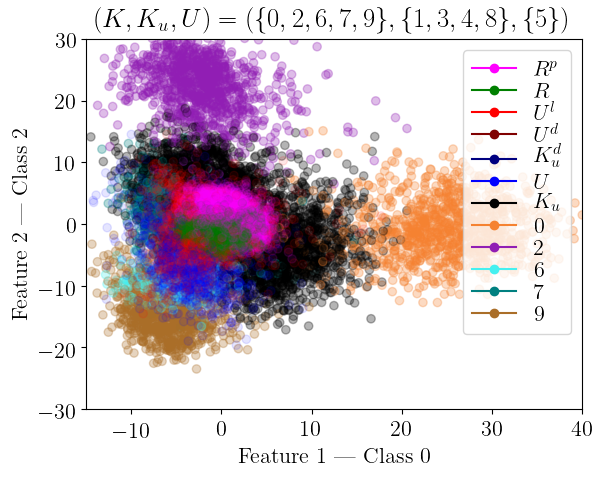 (K, K_u, U) = ({0, 2, 6, 7, 9}, {1, 3, 4, 8}, {5})
30
20
10
0
−10
−20
−30
Feature 2 — Class 2
R^p
R
U^l
U^d
K_u^d
U
K_u
0
2
6
7
9
−10
0
10
20
30
40
Feature 1 — Class 0